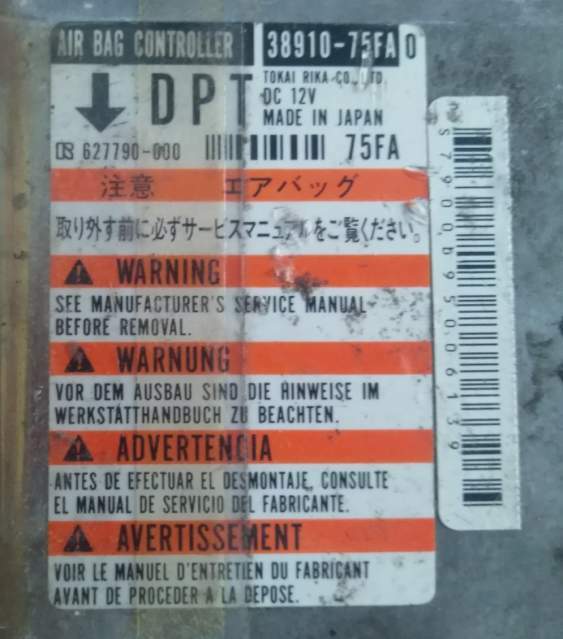 AIR BAG CONTROLLER 38910-75FA0
DPT
TOKAI RIKA CO., LTD.
DC 12V
MADE IN JAPAN
627790-000 75FA
注意 エアバッグ
取り外す前に必ずサービスマニュアルをご覧ください。
WARNING
SEE MANUFACTURER'S SERVICE MANUAL
BEFORE REMOVAL.
WARNUNG
VOR DEM AUSBAU SIND DIE HINWEISE IM
WERKSTATTHANDBUCH ZU BEACHTEN.
ADVERTENCIA
ANTES DE EFECTUAR EL DESMONTAJE, CONSULTE
EL MANUAL DE SERVICIO DEL FABRICANTE.
AVERTISSEMENT
VOIR LE MANUEL D'ENTRETIEN DU FABRICANT
AVANT DE PROCEDER A LA DEPOSE.